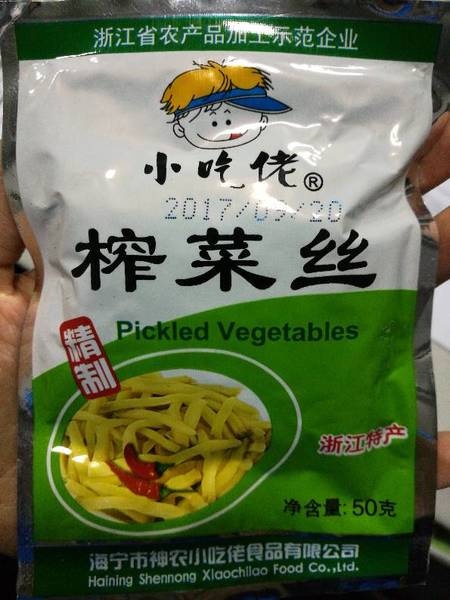 浙江省农产品加工示范企业
小吃佬®
2017/09/20
榨菜丝
Pickled Vegetables
精制
浙江特产
净含量: 50克
海宁市神农小吃佬食品有限公司
Haining Shennong Xiaochilao Food Co.,Ltd.